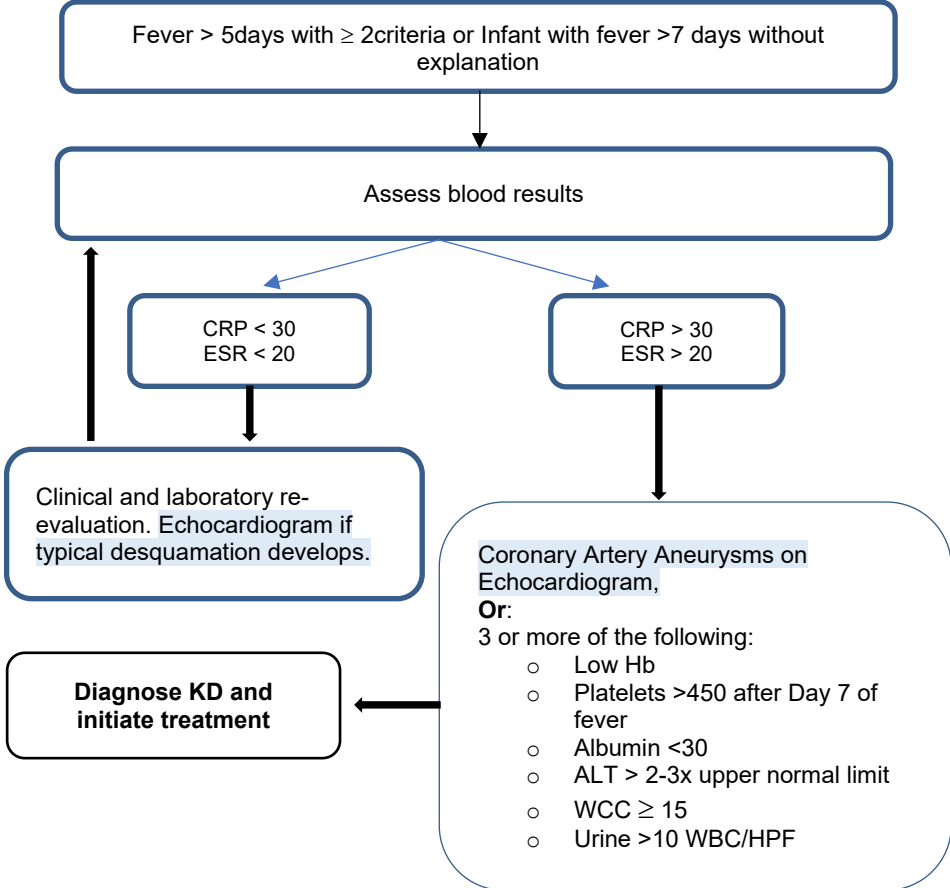 Fever > 5days with ≥ 2criteria or Infant with fever >7 days without
explanation
Assess blood results
CRP < 30
ESR < 20
CRP > 30
ESR > 20
Clinical and laboratory re-
evaluation. Echocardiogram if
typical desquamation develops.
Coronary Artery Aneurysms on
Echocardiogram,
Or:
3 or more of the following:
o Low Hb
o Platelets >450 after Day 7 of
fever
o Albumin <30
o ALT > 2-3x upper normal limit
o WCC ≥ 15
o Urine >10 WBC/HPF
Diagnose KD and
initiate treatment